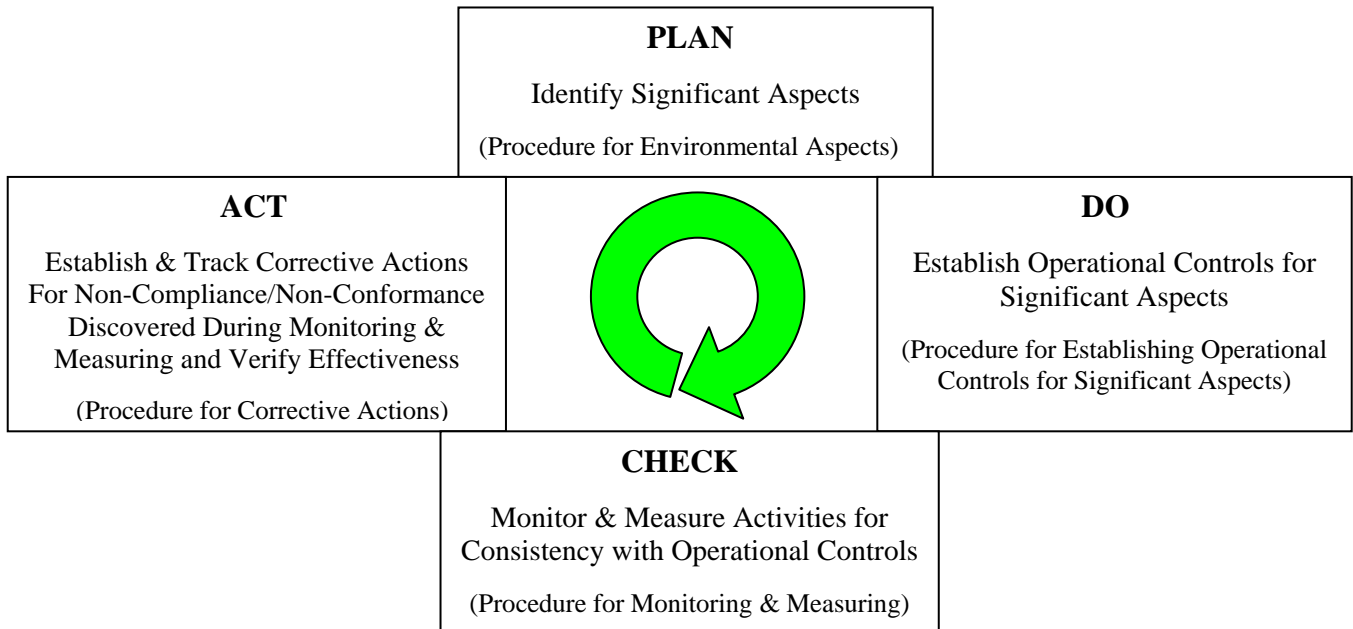 PLAN
Identify Significant Aspects
(Procedure for Environmental Aspects)
ACT
Establish & Track Corrective Actions
For Non-Compliance/Non-Conformance
Discovered During Monitoring &
Measuring and Verify Effectiveness
(Procedure for Corrective Actions)
DO
Establish Operational Controls for
Significant Aspects
(Procedure for Establishing Operational
Controls for Significant Aspects)
CHECK
Monitor & Measure Activities for
Consistency with Operational Controls
(Procedure for Monitoring & Measuring)